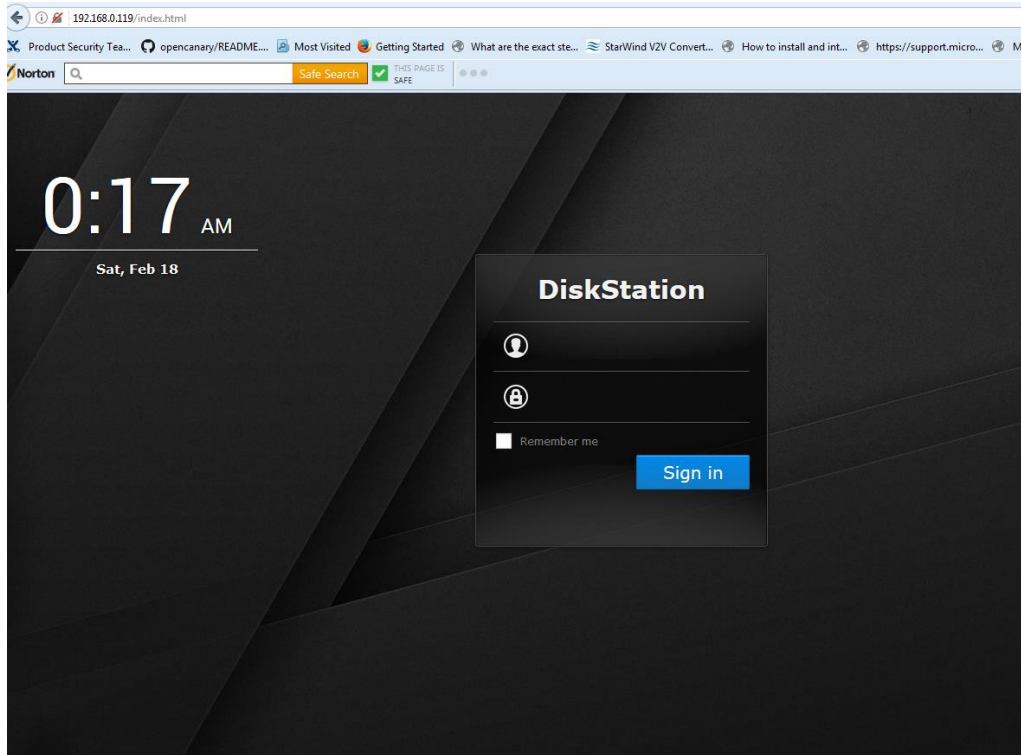 192.168.0.119/index.html
Product Security Tea... opencanary/README.... Most Visited Getting Started What are the exact ste... StarWind V2V Convert... How to install and int... https://support.micro... M
Norton Safe Search THIS PAGE IS
SAFE
0:17 AM
Sat, Feb 18
DiskStation
Remember me
Sign in